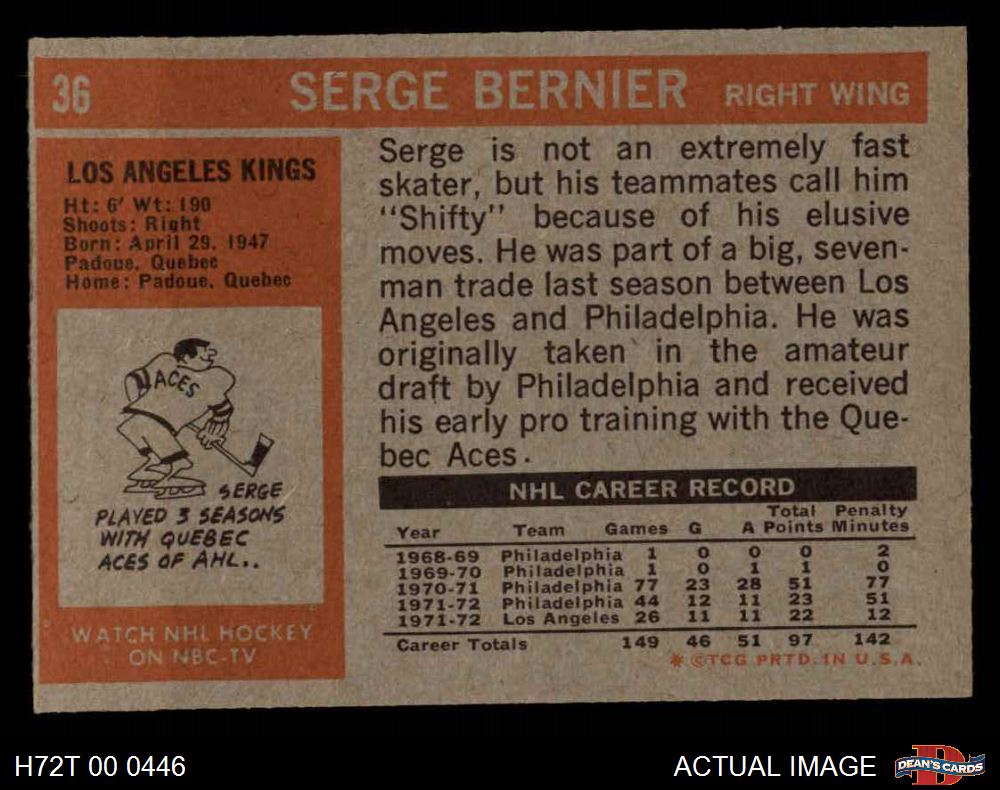 36 SERGE BERNIER RIGHT WING
LOS ANGELES KINGS
Ht: 6' Wt: 190
Shoots: Right
Born: April 29, 1947
Padoue, Quebec
Home: Padoue, Quebec
ACES
SERGE
PLAYED 3 SEASONS
WITH QUEBEC
ACES OF AHL..
WATCH NHL HOCKEY
ON NBC-TV
Serge is not an extremely fast
skater, but his teammates call him
"Shifty" because of his elusive
moves. He was part of a big, seven-
man trade last season between Los
Angeles and Philadelphia. He was
originally taken in the amateur
draft by Philadelphia and received
his early pro training with the Que-
bec Aces.
NHL CAREER RECORD
Year Team Games G A Total Points Penalty Minutes
1968-69 Philadelphia 1 0 0 0 2
1969-70 Philadelphia 1 0 1 1 0
1970-71 Philadelphia 77 23 28 51 77
1971-72 Philadelphia 44 12 11 23 51
1971-72 Los Angeles 26 11 11 22 12
Career Totals 149 46 51 97 142
* ©TCG PRTD. IN U.S.A.
H72T 00 0446
ACTUAL IMAGE
D
DEAN'S CARDS